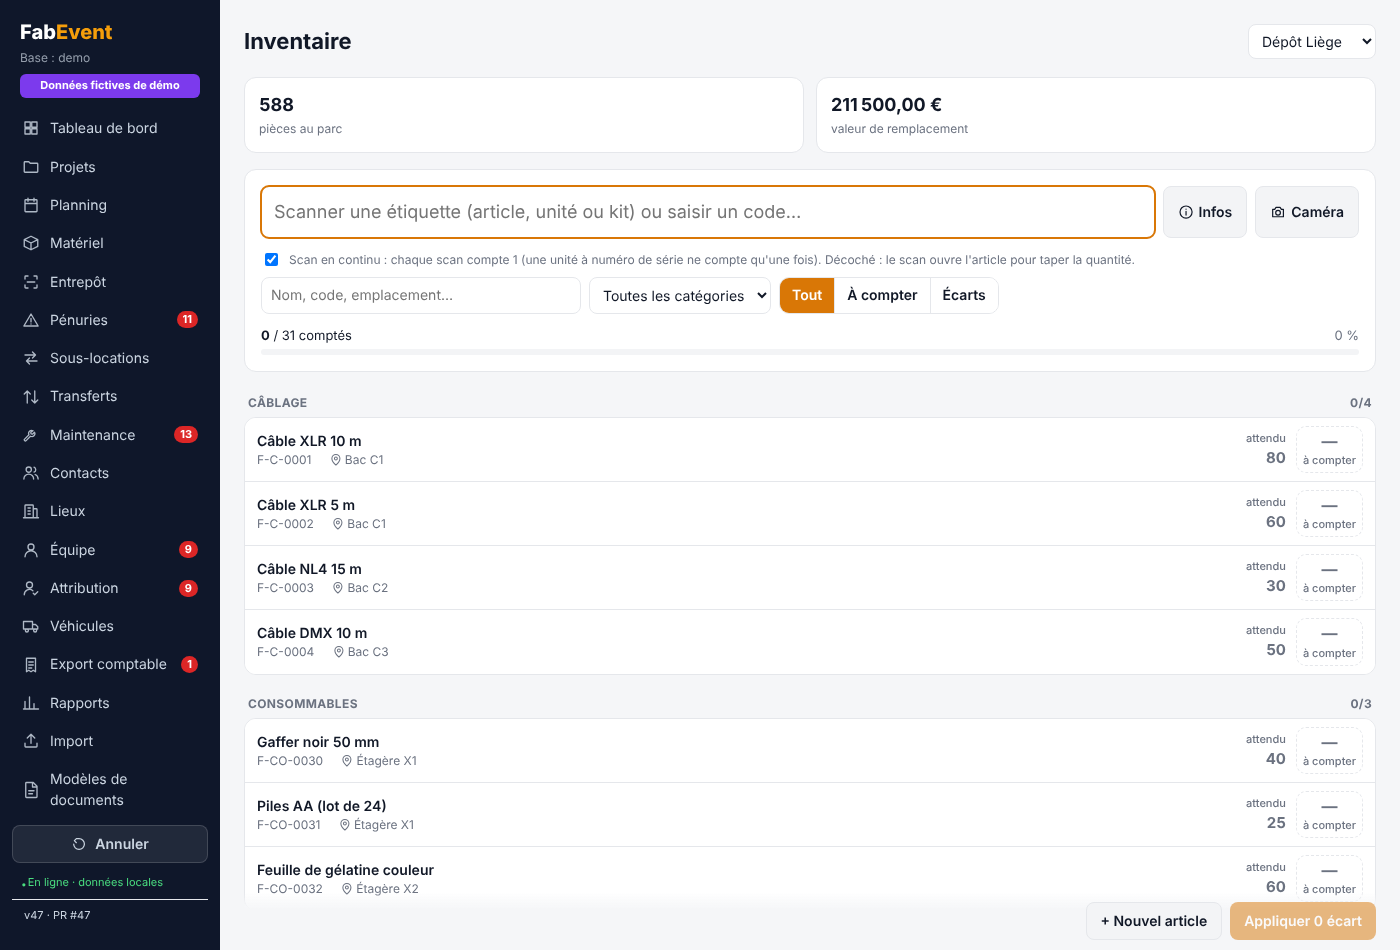 FabEvent
Base : demo
Données fictives de démo
Tableau de bord
Projets
Planning
Matériel
Entrepôt
Pénuries 11
Sous-locations
Transferts
Maintenance 13
Contacts
Lieux
Équipe 9
Attribution 9
Véhicules
Export comptable 1
Rapports
Import
Modèles de
documents
Annuler
En ligne · données locales
v47 · PR #47
Inventaire
Dépôt Liège
588
pièces au parc
211 500,00 €
valeur de remplacement
Scanner une étiquette (article, unité ou kit) ou saisir un code...
Infos
Caméra
Scan en continu : chaque scan compte 1 (une unité à numéro de série ne compte qu'une fois). Décoché : le scan ouvre l'article pour taper la quantité.
Nom, code, emplacement...
Toutes les catégories
Tout
À compter
Écarts
0 / 31 comptés
0 %
CÂBLAGE
0/4
Câble XLR 10 m
F-C-0001 Bac C1
attendu
80
—
à compter
Câble XLR 5 m
F-C-0002 Bac C1
attendu
60
—
à compter
Câble NL4 15 m
F-C-0003 Bac C2
attendu
30
—
à compter
Câble DMX 10 m
F-C-0004 Bac C3
attendu
50
—
à compter
CONSOMMABLES
0/3
Gaffer noir 50 mm
F-CO-0030 Étagère X1
attendu
40
—
à compter
Piles AA (lot de 24)
F-CO-0031 Étagère X1
attendu
25
—
à compter
Feuille de gélatine couleur
F-CO-0032 Étagère X2
attendu
60
—
à compter
+ Nouvel article
Appliquer 0 écart